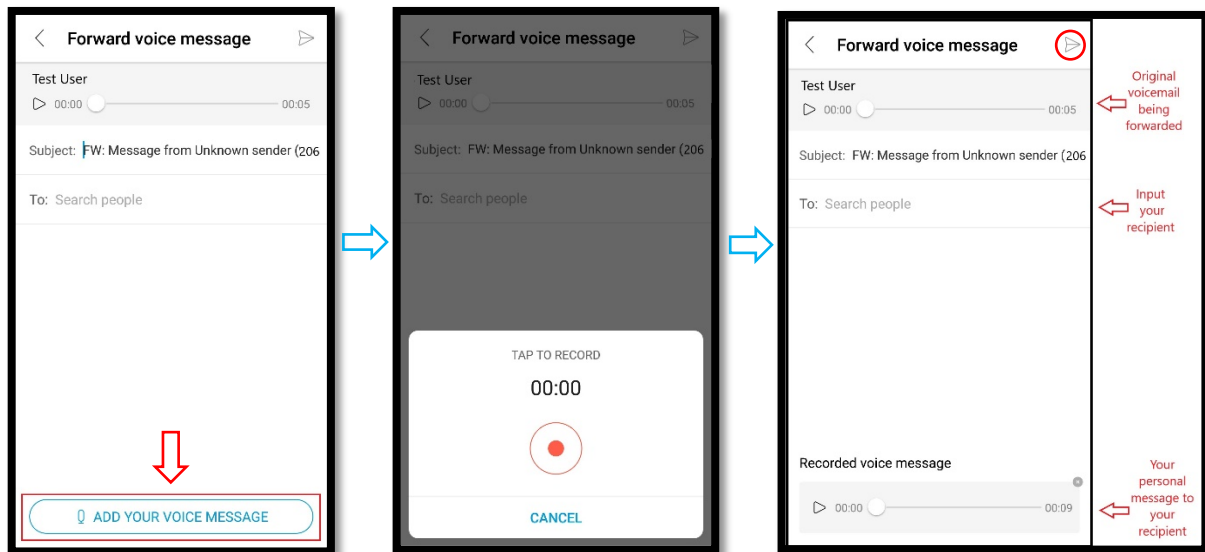 Forward voice message
Test User
00:00 00:05
Subject: FW: Message from Unknown sender (206
To: Search people
ADD YOUR VOICE MESSAGE
Forward voice message
Test User
00:00 00:05
Subject: FW: Message from Unknown sender (206
To: Search people
TAP TO RECORD
00:00
CANCEL
Forward voice message
Test User
00:00 00:05
Subject: FW: Message from Unknown sender (206
To: Search people
Recorded voice message
00:00 00:09
Original
voicemail
being
forwarded
Input
your
recipient
Your
personal
message to
your
recipient